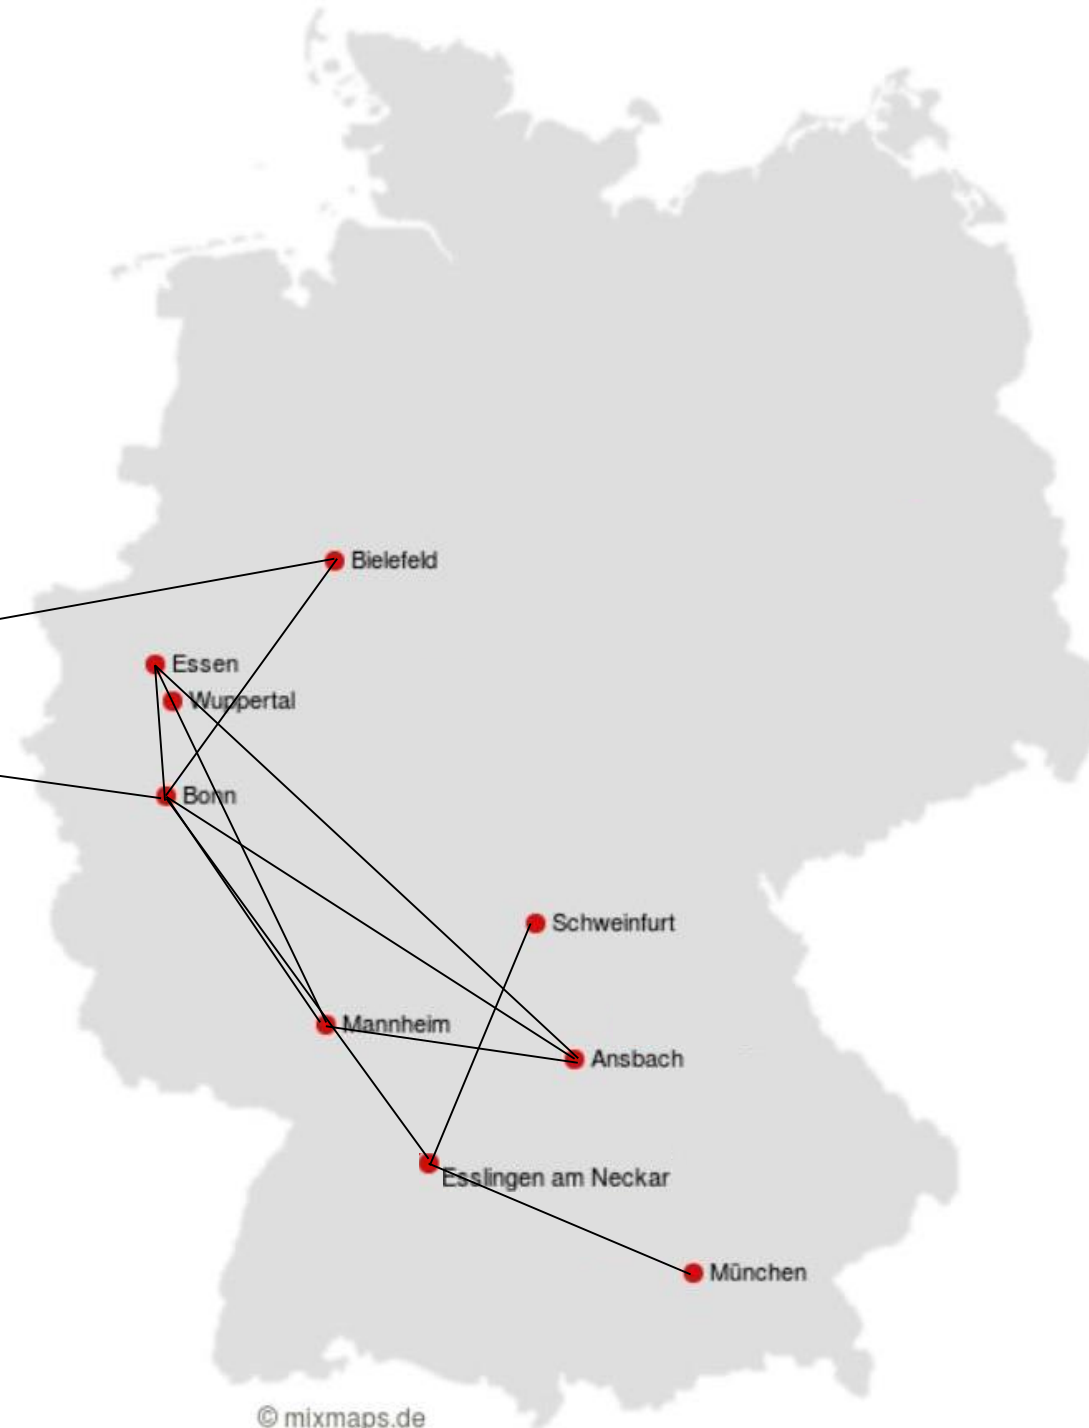 Bielefeld
Essen
Wuppertal
Bonn
Schweinfurt
Mannheim
Ansbach
Esslingen am Neckar
München
© mixmaps.de